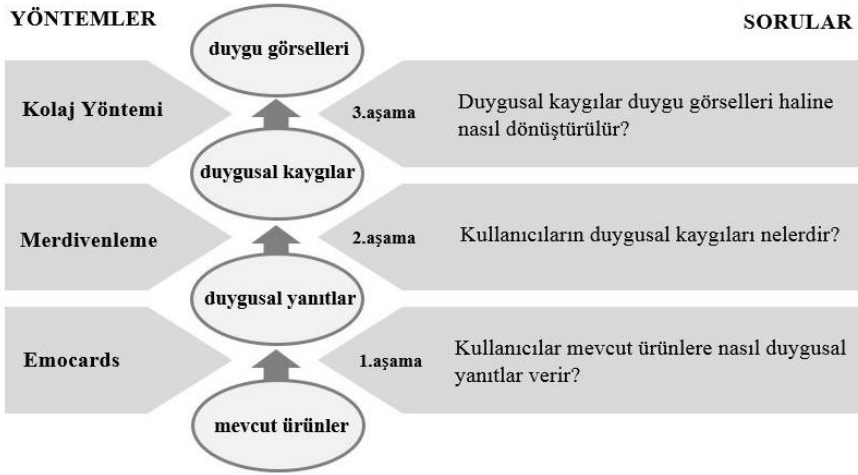 YÖNTEMLER
SORULAR
duygu görselleri
Kolaj Yöntemi
3.aşama
Duygusal kaygılar duygu görselleri haline
nasıl dönüştürülür?
duygusal kaygılar
Merdivenleme
2.aşama
Kullanıcıların duygusal kaygıları nelerdir?
duygusal yanıtlar
Emocards
1.aşama
Kullanıcılar mevcut ürünlere nasıl duygusal
yanıtlar verir?
mevcut ürünler